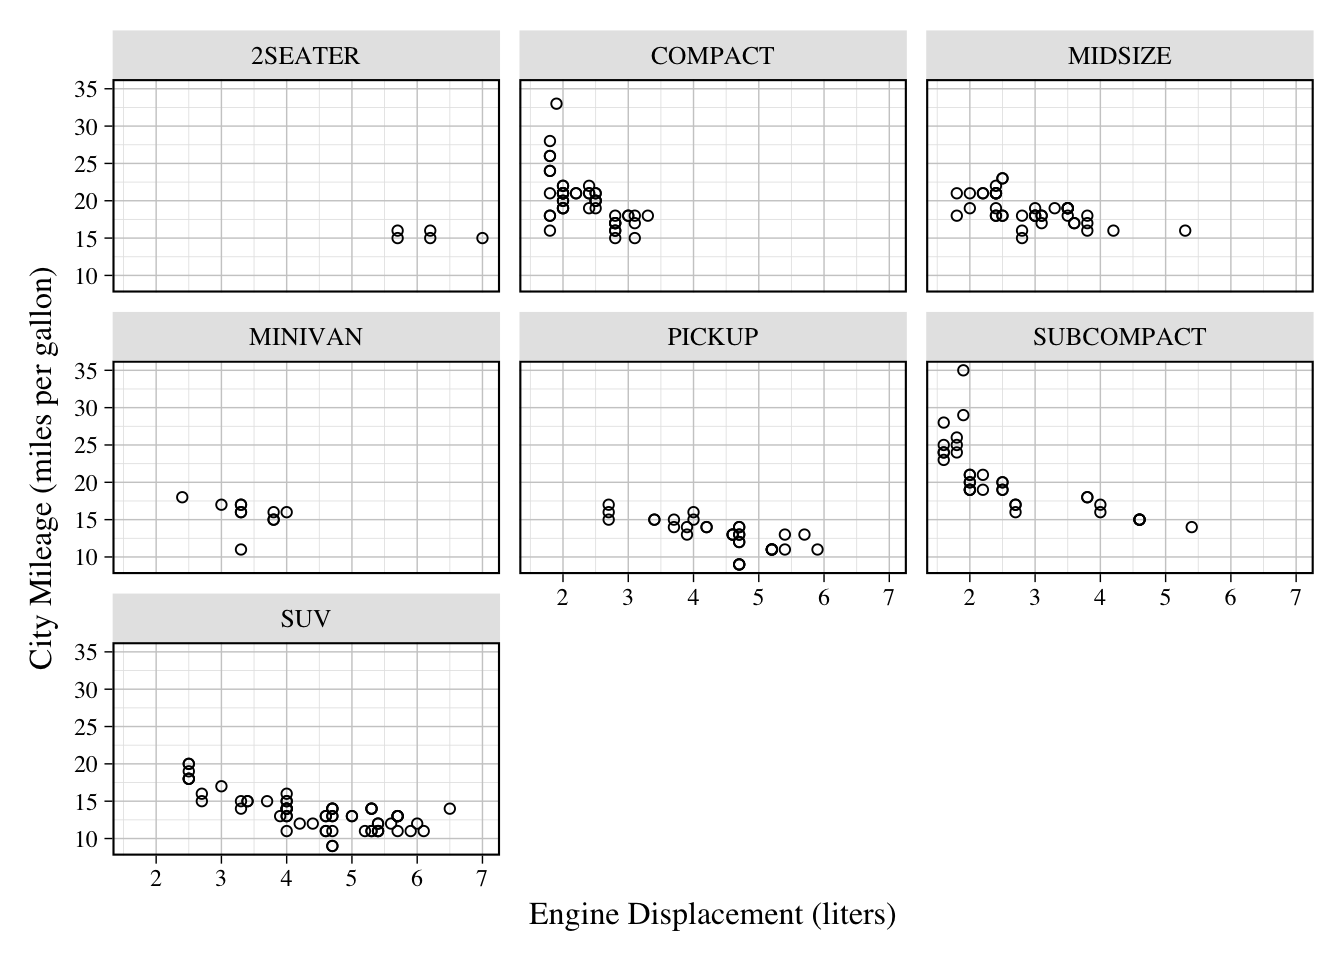 2SEATER
COMPACT
MIDSIZE
35
30
25
20
15
10
MINIVAN
PICKUP
SUBCOMPACT
35
30
25
20
15
10
2 3 4 5 6 7
2 3 4 5 6 7
SUV
35
30
25
20
15
10
2 3 4 5 6 7
City Mileage (miles per gallon)
Engine Displacement (liters)